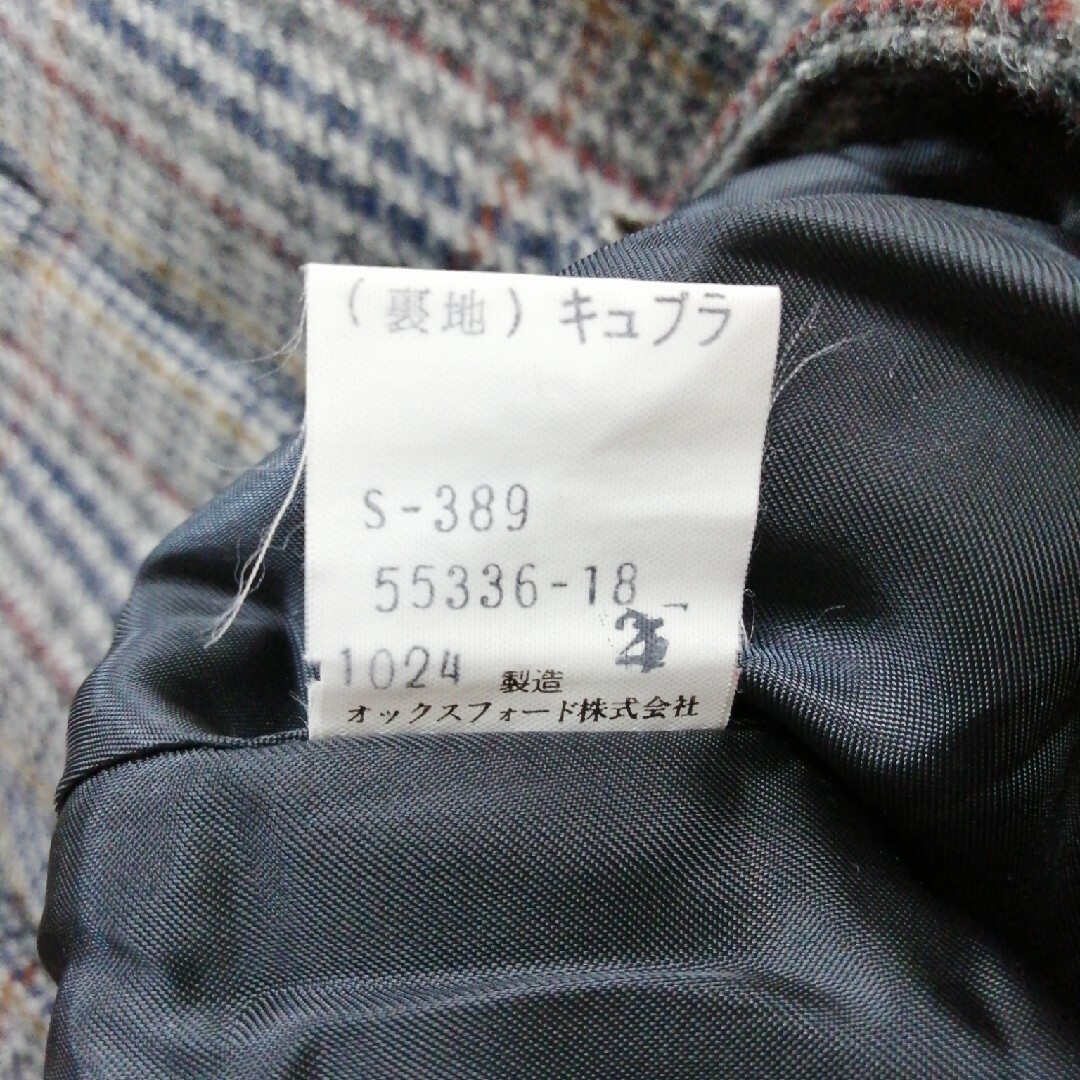 (裏地)キュプラ
S-389
55336-18
1024 製造
オックスフォード株式会社